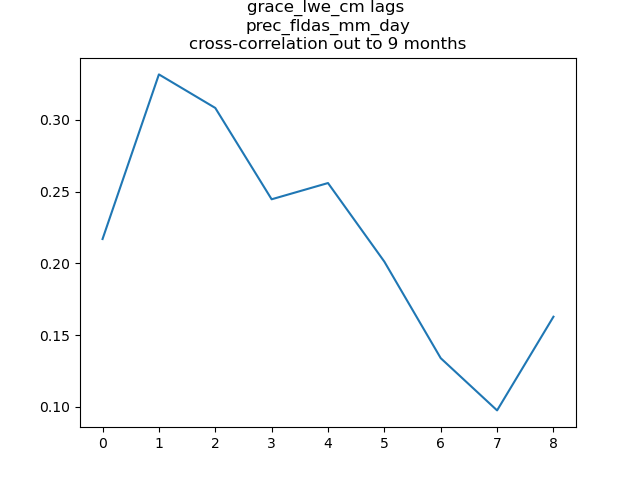 grace_lwe_cm lags
prec_fldas_mm_day
cross-correlation out to 9 months
0.30
0.25
0.20
0.15
0.10
0 1 2 3 4 5 6 7 8